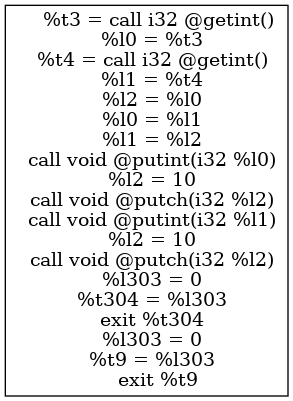 %t3 = call i32 @getint()
%l0 = %t3
%t4 = call i32 @getint()
%l1 = %t4
%l2 = %l0
%l0 = %l1
%l1 = %l2
call void @putint(i32 %l0)
%l2 = 10
call void @putch(i32 %l2)
call void @putint(i32 %l1)
%l2 = 10
call void @putch(i32 %l2)
%l303 = 0
%t304 = %l303
exit %t304
%l303 = 0
%t9 = %l303
exit %t9